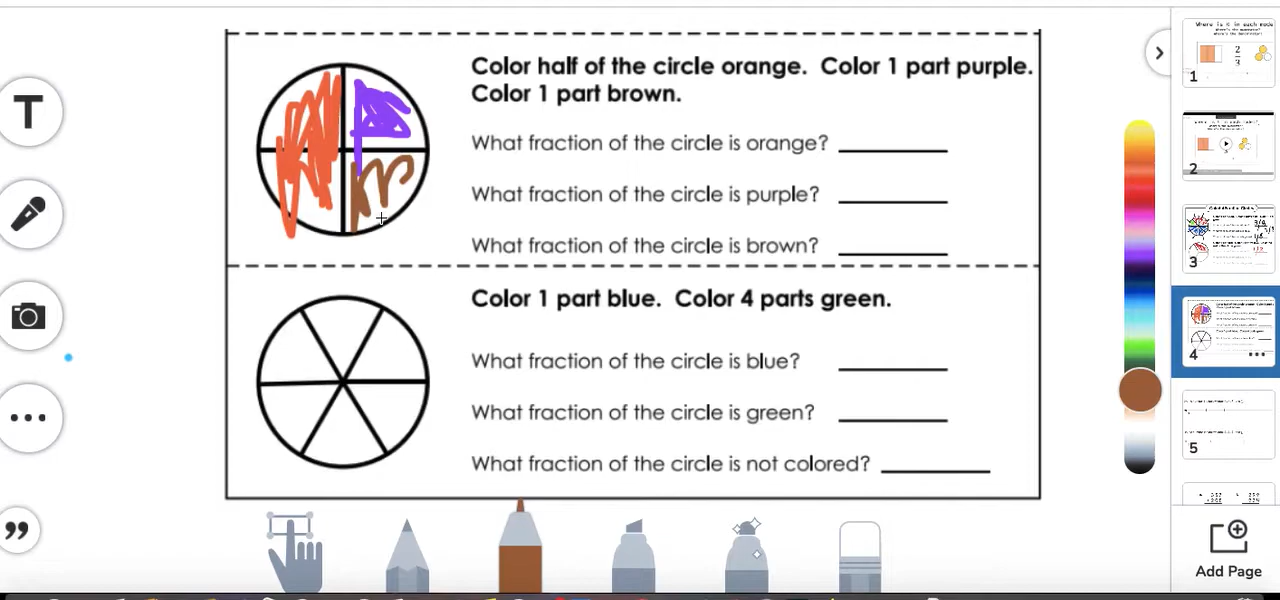 T
Color half of the circle orange. Color 1 part purple.
Color 1 part brown.
What fraction of the circle is orange?
What fraction of the circle is purple?
What fraction of the circle is brown?
Color 1 part blue. Color 4 parts green.
What fraction of the circle is blue?
What fraction of the circle is green?
What fraction of the circle is not colored?
1
2
3
2
3
4
5
Add Page